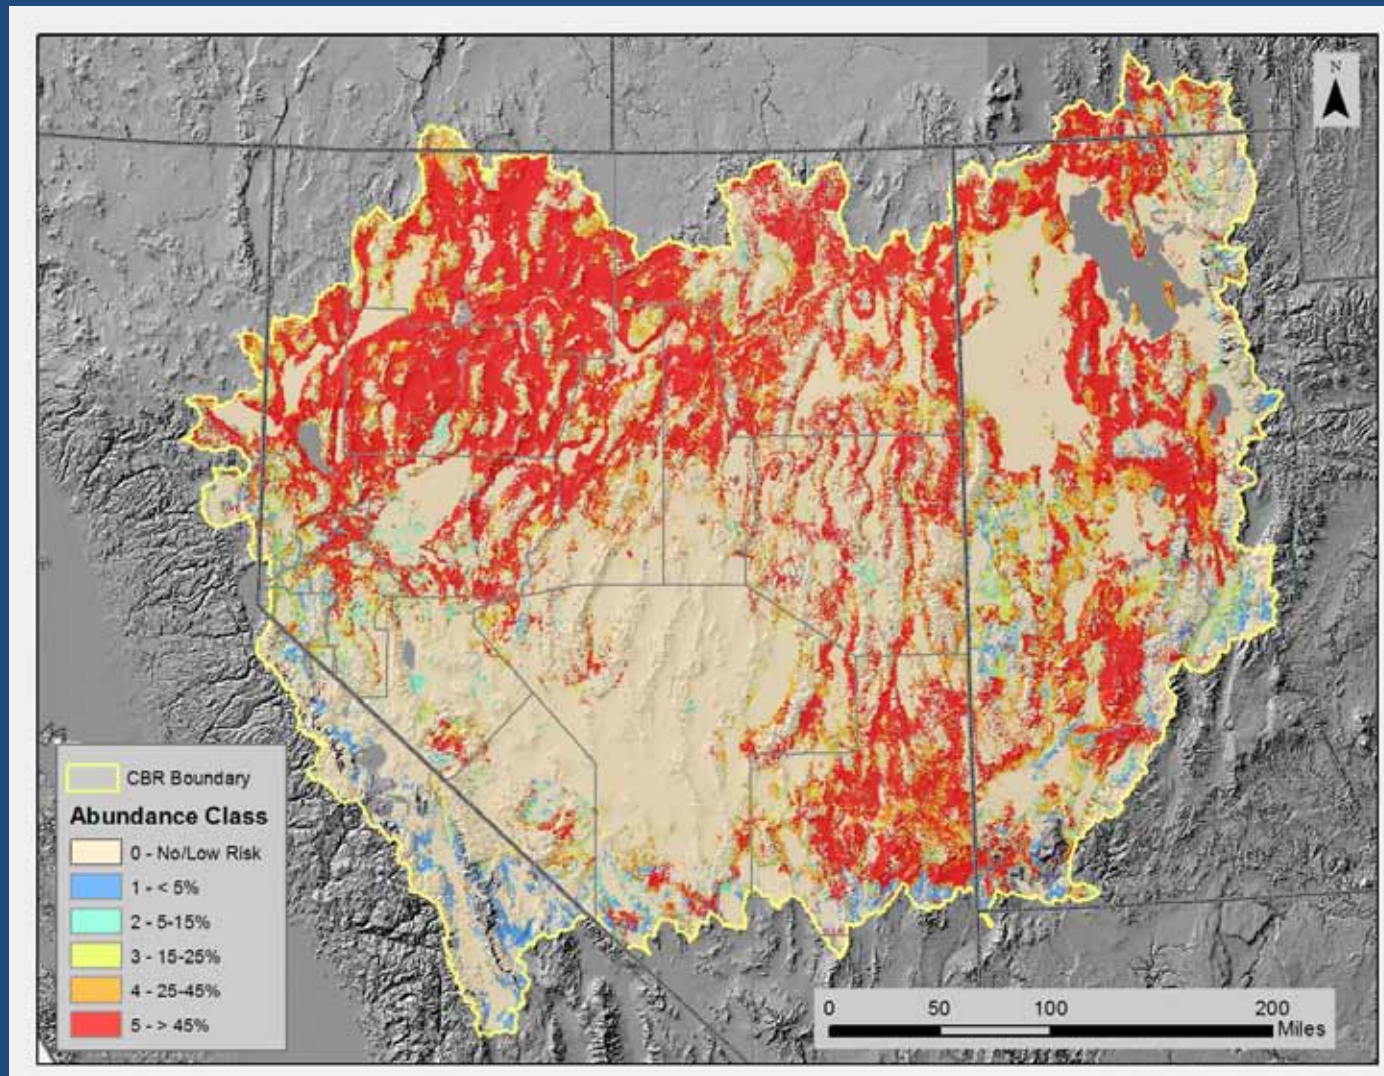 N
CBR Boundary
Abundance Class
0 - No/Low Risk
1 - < 5%
2 - 5-15%
3 - 15-25%
4 - 25-45%
5 - > 45%
0 50 100 200
Miles